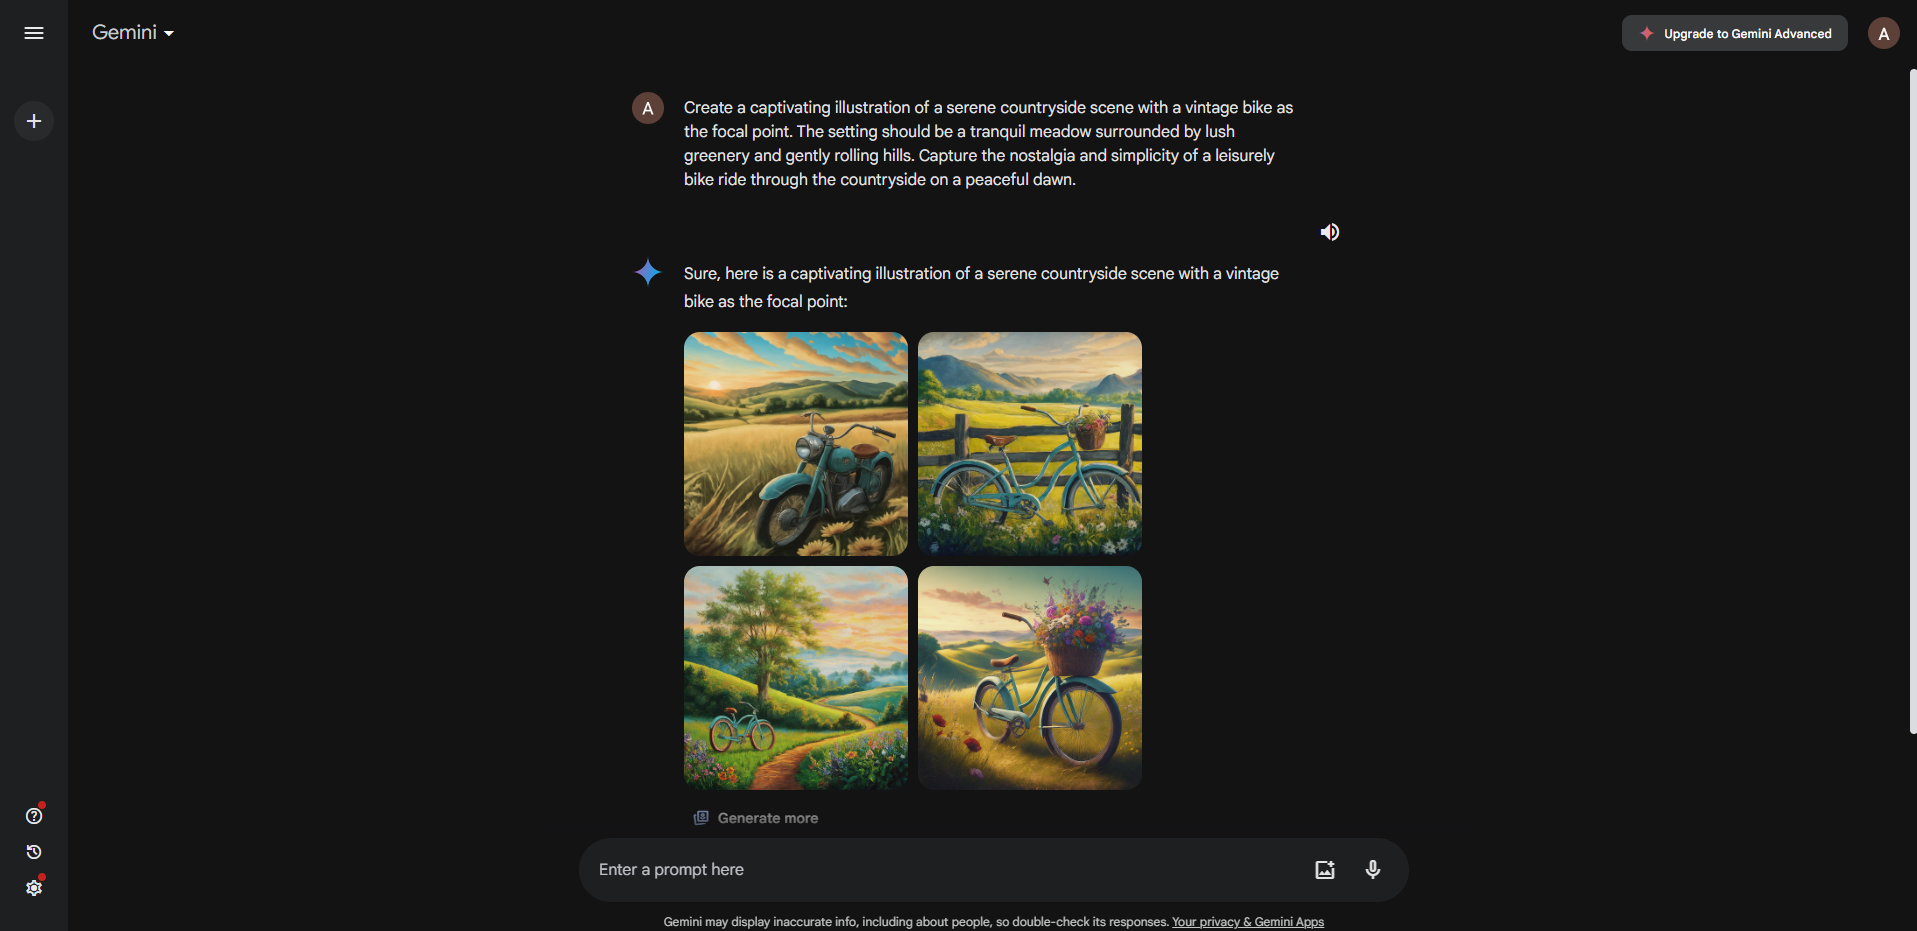 Gemini
Upgrade to Gemini Advanced
A
A
Create a captivating illustration of a serene countryside scene with a vintage bike as
the focal point. The setting should be a tranquil meadow surrounded by lush
greenery and gently rolling hills. Capture the nostalgia and simplicity of a leisurely
bike ride through the countryside on a peaceful dawn.
Sure, here is a captivating illustration of a serene countryside scene with a vintage
bike as the focal point:
Generate more
Enter a prompt here
Gemini may display inaccurate info, including about people, so double-check its responses. Your privacy & Gemini Apps